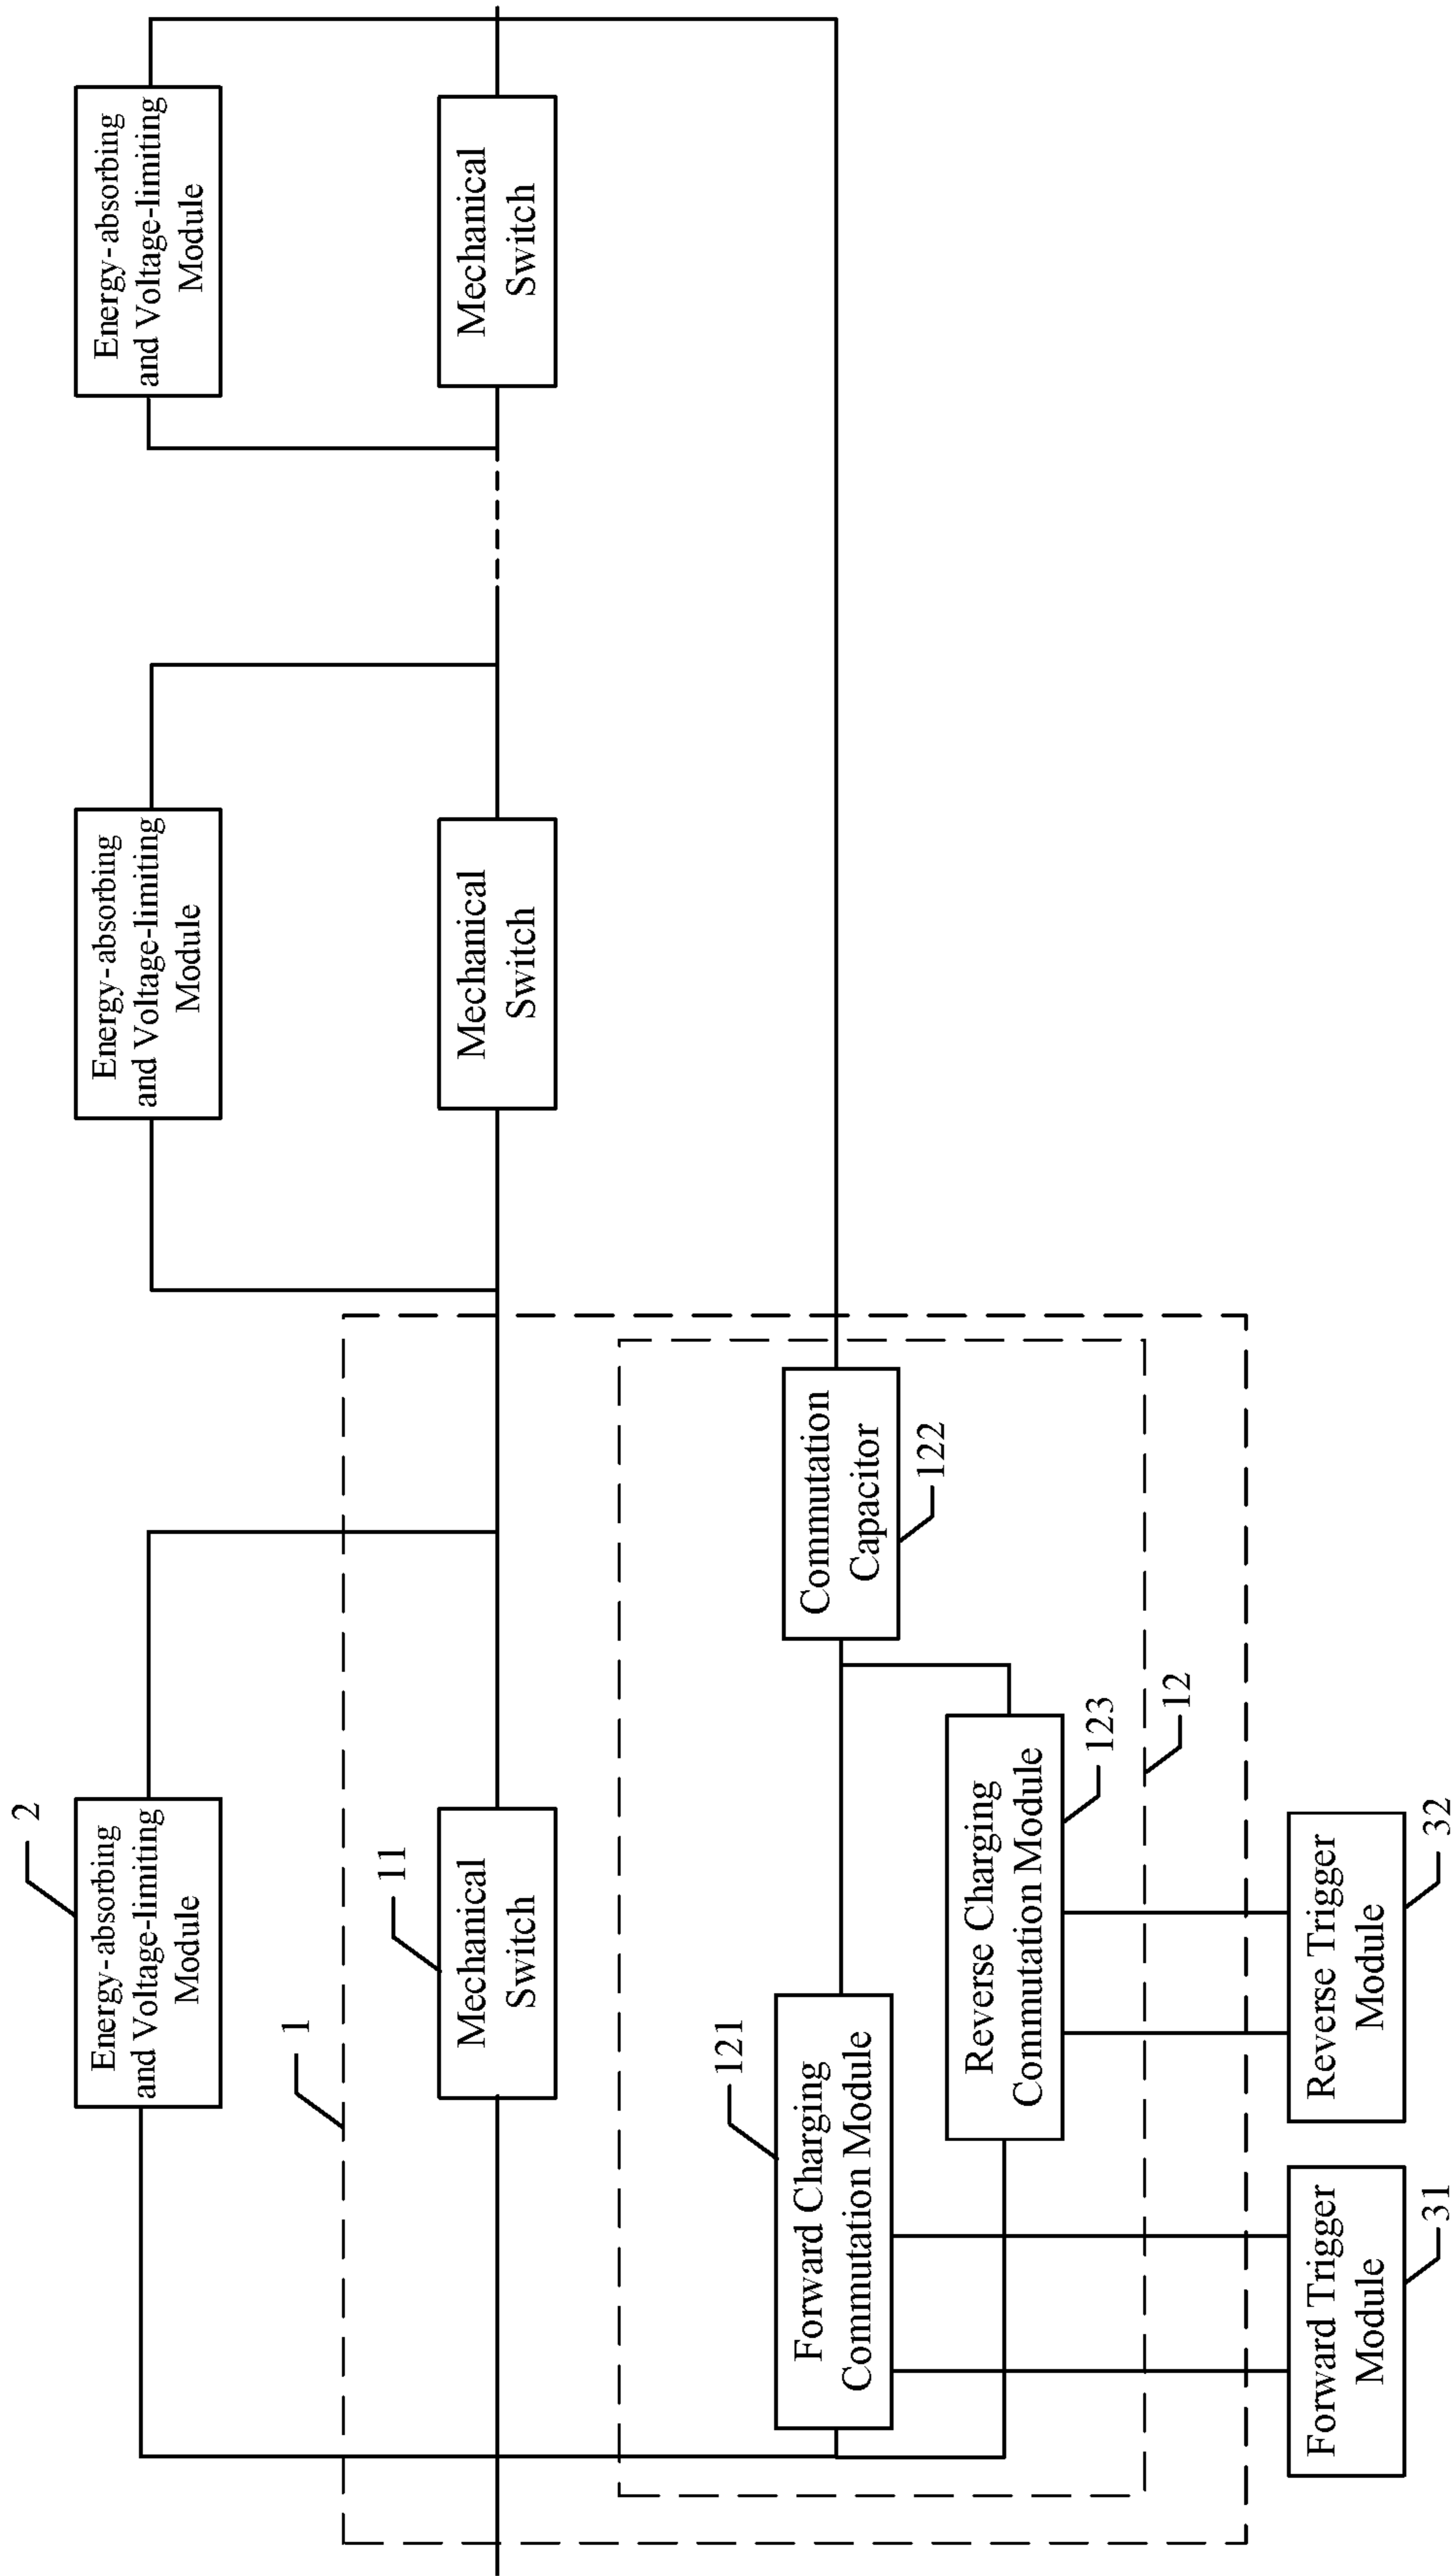 2
Energy-absorbing
and Voltage-limiting
Module
Energy-absorbing
and Voltage-limiting
Module
Energy-absorbing
and Voltage-limiting
Module
1
11
Mechanical
Switch
Mechanical
Switch
Mechanical
Switch
121
Forward Charging
Commutation Module
Commutation
Capacitor
122
Reverse Charging
Commutation Module
123
12
Forward Trigger
Module
31
Reverse Trigger
Module
32